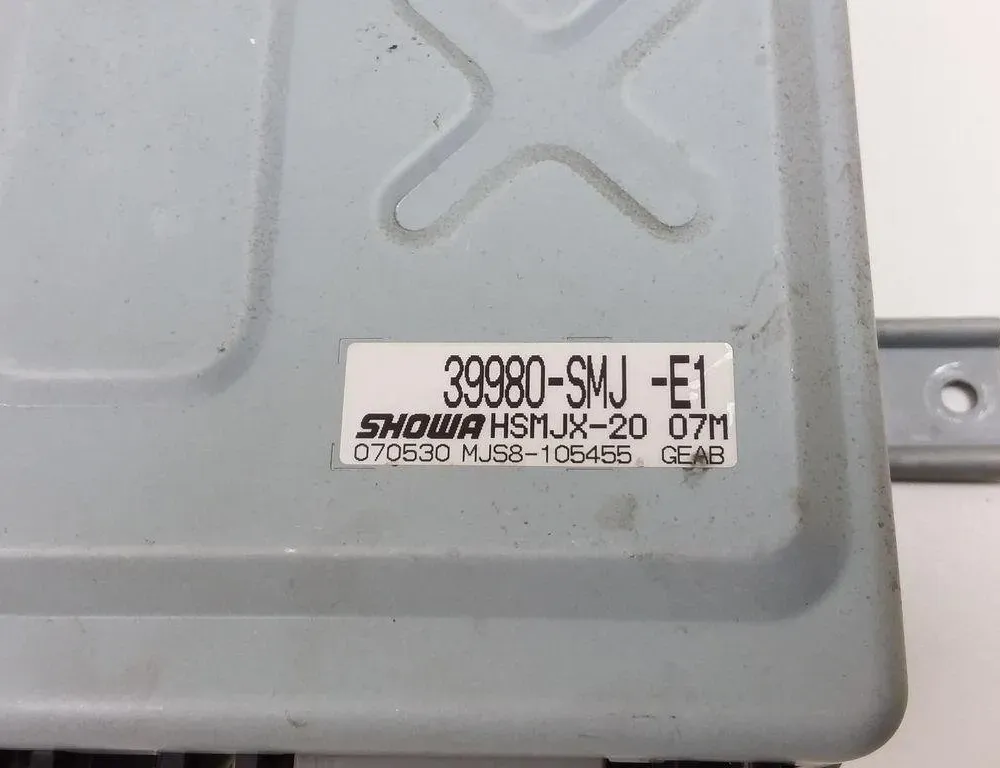 39980-SMJ -E1
SHOWA HSMJX-20 07M
070530 MJS8-105455 GEAB